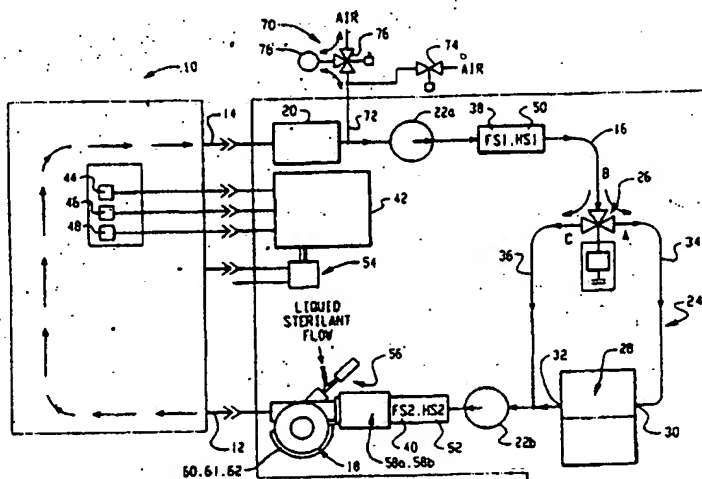 70
AIR
76
76
74
AIR
10
14
20
72
22a
38
50
FS1.HS1
16
B
26
44
46
48
42
C
A
36
34
54
24
LIQUID
STERILANT
FLOW
56
28
32
FS2.HS2
30
12
60.61.62
18
58a.58b
40
52
22b